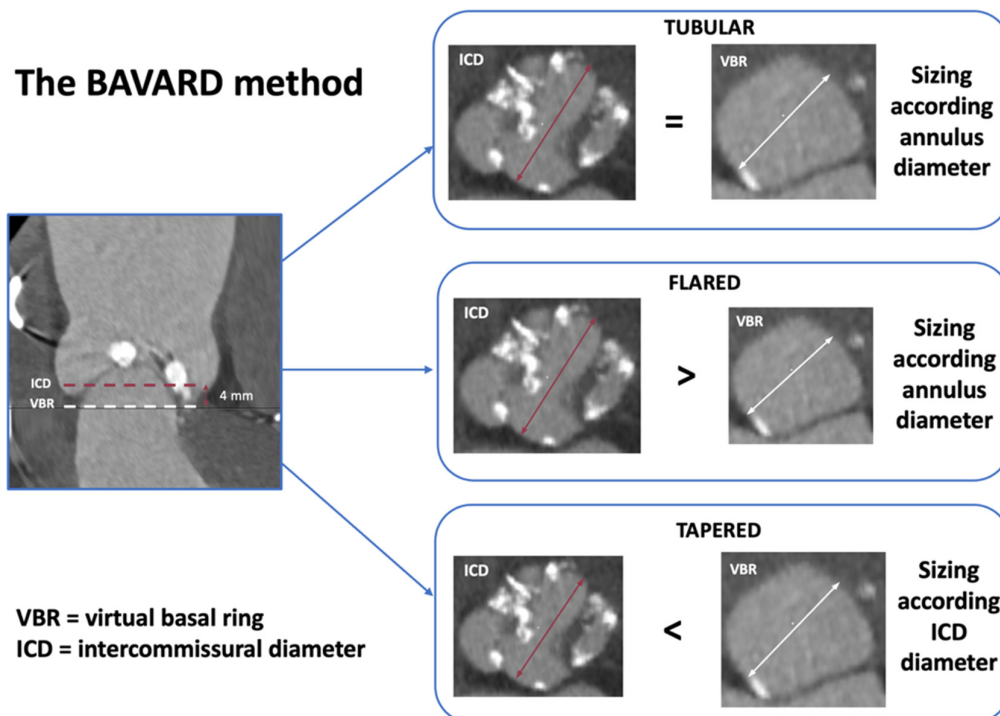 The BAVARD method
ICD
VBR
4 mm
VBR = virtual basal ring
ICD = intercommissural diameter
TUBULAR
ICD
=
VBR
Sizing
according
annulus
diameter
FLARED
ICD
>
VBR
Sizing
according
annulus
diameter
TAPERED
ICD
<
VBR
Sizing
according
ICD
diameter